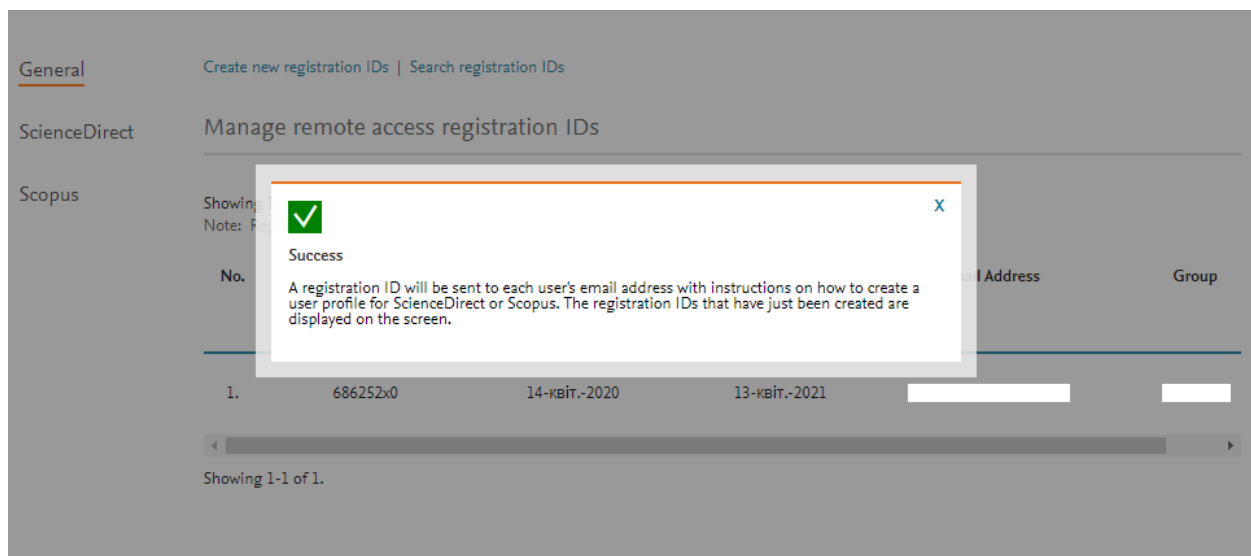 General
Create new registration IDs | Search registration IDs
ScienceDirect
Manage remote access registration IDs
Scopus
Showing
Note:
X
Success
A registration ID will be sent to each user's email address with instructions on how to create a
user profile for ScienceDirect or Scopus. The registration IDs that have just been created are
displayed on the screen.
No.
Address
Group
1. 686252x0 14-квіт.-2020 13-квіт.-2021
Showing 1-1 of 1.